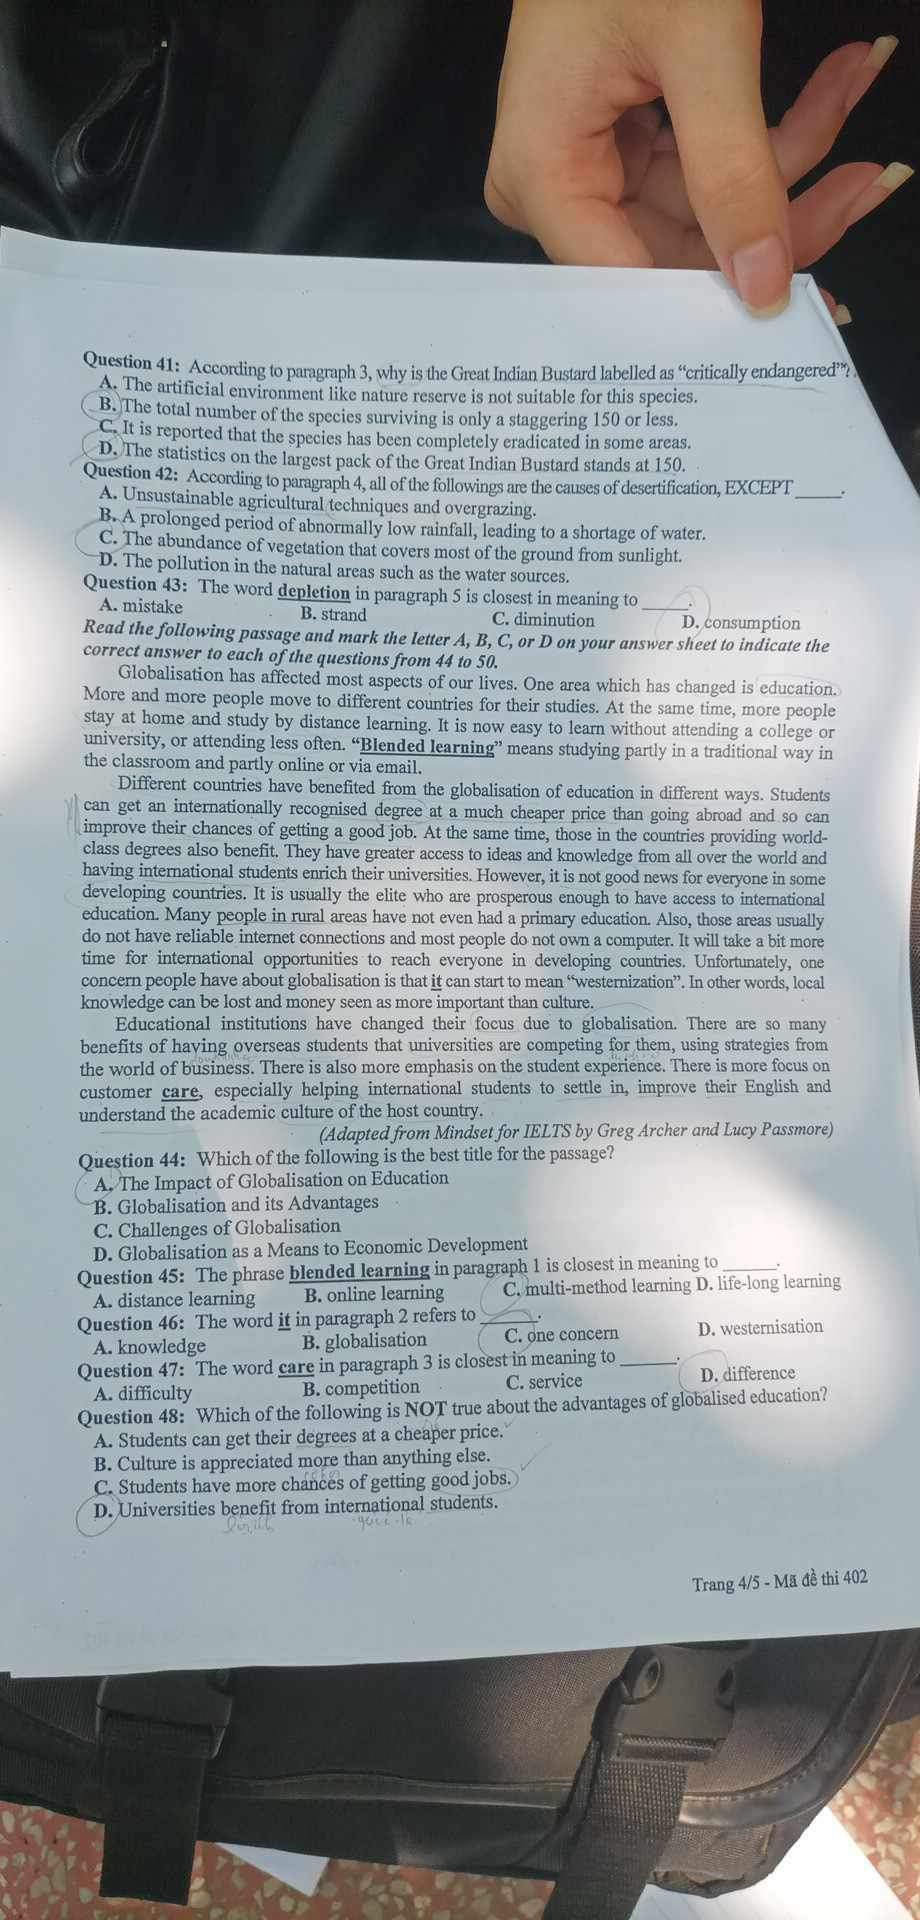 Question 41: According to paragraph 3, why is the Great Indian Bustard labelled as “critically endangered”?
A. The artificial environment like nature reserve is not suitable for this species.
B. The total number of the species surviving is only a staggering 150 or less.
C. It is reported that the species has been completely eradicated in some areas.
D. The statistics on the largest pack of the Great Indian Bustard stands at 150.
Question 42: According to paragraph 4, all of the followings are the causes of desertification, EXCEPT ______.
A. Unsustainable agricultural techniques and overgrazing.
B. A prolonged period of abnormally low rainfall, leading to a shortage of water.
C. The abundance of vegetation that covers most of the ground from sunlight.
D. The pollution in the natural areas such as the water sources.
Question 43: The word depletion in paragraph 5 is closest in meaning to ______.
A. mistake B. strand C. diminution D. consumption
Read the following passage and mark the letter A, B, C, or D on your answer sheet to indicate the
correct answer to each of the questions from 44 to 50.
Globalisation has affected most aspects of our lives. One area which has changed is education.
More and more people move to different countries for their studies. At the same time, more people
stay at home and study by distance learning. It is now easy to learn without attending a college or
university, or attending less often. “Blended learning” means studying partly in a traditional way in
the classroom and partly online or via email.
Different countries have benefited from the globalisation of education in different ways. Students
can get an internationally recognised degree at a much cheaper price than going abroad and so can
improve their chances of getting a good job. At the same time, those in the countries providing world-
class degrees also benefit. They have greater access to ideas and knowledge from all over the world and
having international students enrich their universities. However, it is not good news for everyone in some
developing countries. It is usually the elite who are prosperous enough to have access to international
education. Many people in rural areas have not even had a primary education. Also, those areas usually
do not have reliable internet connections and most people do not own a computer. It will take a bit more
time for international opportunities to reach everyone in developing countries. Unfortunately, one
concern people have about globalisation is that it can start to mean “westernization”. In other words, local
knowledge can be lost and money seen as more important than culture.
Educational institutions have changed their focus due to globalisation. There are so many
benefits of having overseas students that universities are competing for them, using strategies from
the world of business. There is also more emphasis on the student experience. There is more focus on
customer care, especially helping international students to settle in, improve their English and
understand the academic culture of the host country.
(Adapted from Mindset for IELTS by Greg Archer and Lucy Passmore)
Question 44: Which of the following is the best title for the passage?
A. The Impact of Globalisation on Education
B. Globalisation and its Advantages
C. Challenges of Globalisation
D. Globalisation as a Means to Economic Development
Question 45: The phrase blended learning in paragraph 1 is closest in meaning to ______.
A. distance learning B. online learning C. multi-method learning D. life-long learning
Question 46: The word it in paragraph 2 refers to ______.
A. knowledge B. globalisation C. one concern D. westernisation
Question 47: The word care in paragraph 3 is closest in meaning to ______.
A. difficulty B. competition C. service D. difference
Question 48: Which of the following is NOT true about the advantages of globalised education?
A. Students can get their degrees at a cheaper price.
B. Culture is appreciated more than anything else.
C. Students have more chances of getting good jobs.
D. Universities benefit from international students.
Trang 4/5 - Mã đề thi 402